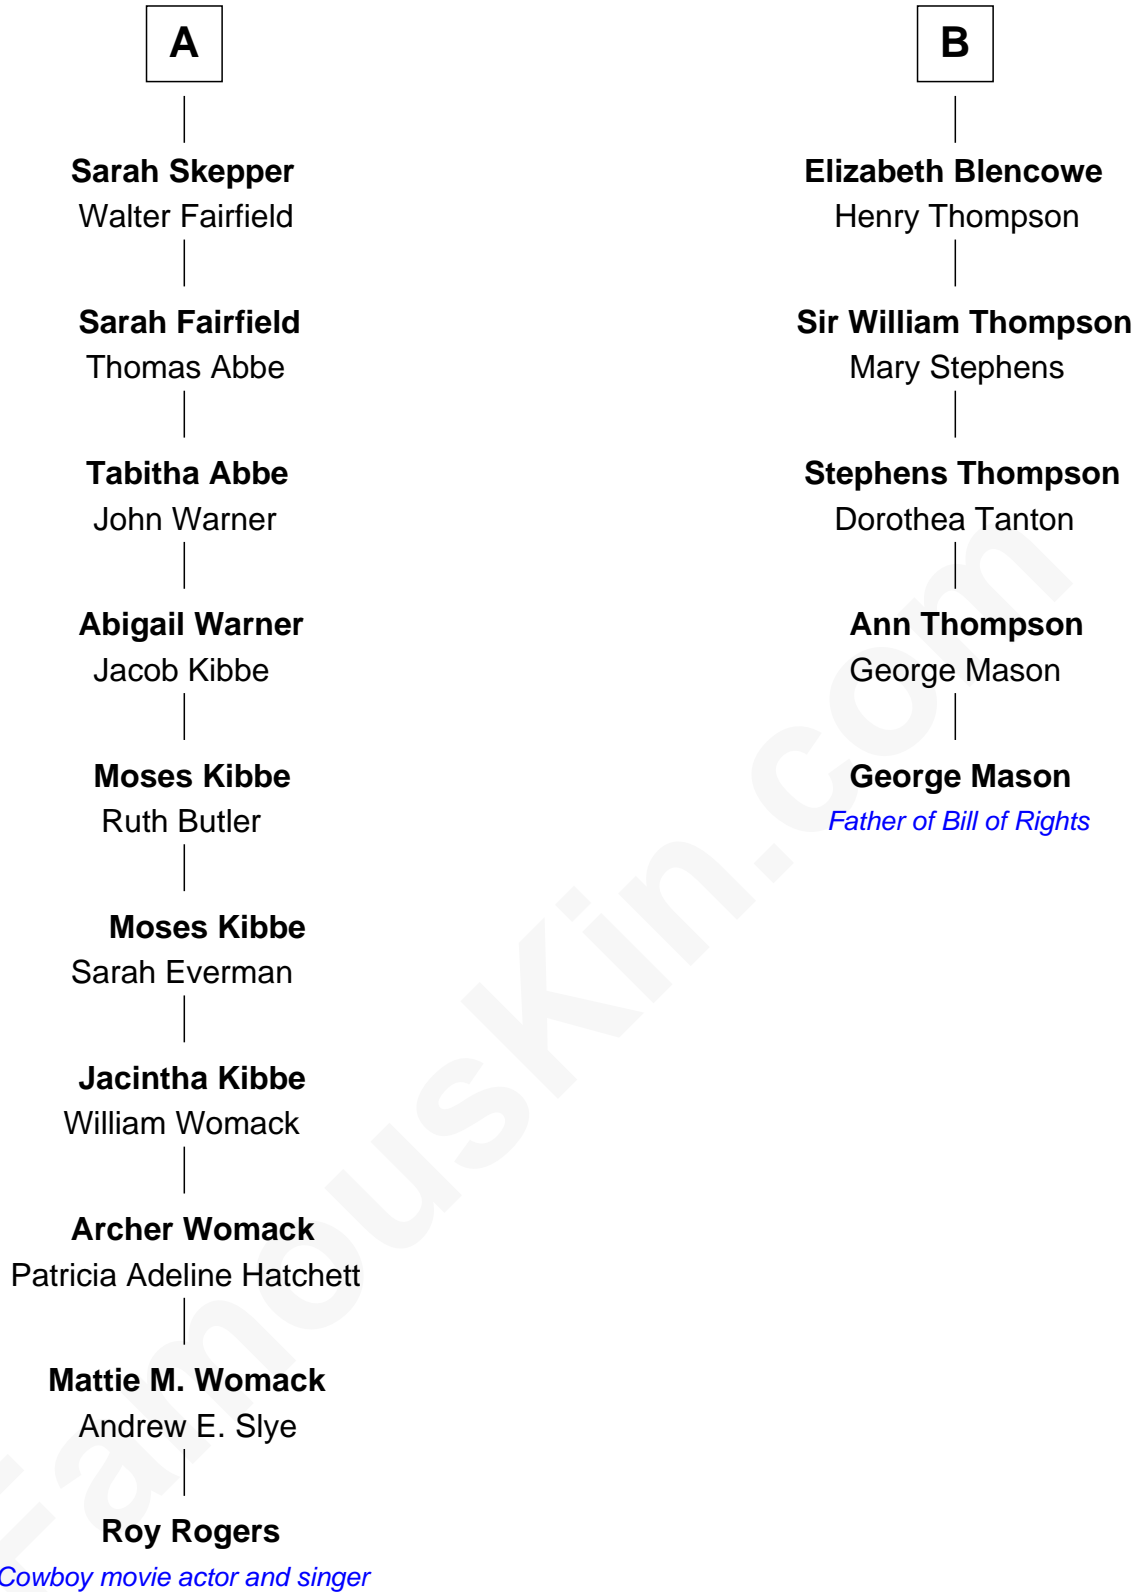 A
Sarah Skepper
Walter Fairfield
Sarah Fairfield
Thomas Abbe
Tabitha Abbe
John Warner
Abigail Warner
Jacob Kibbe
Moses Kibbe
Ruth Butler
Moses Kibbe
Sarah Everman
Jacintha Kibbe
William Womack
Archer Womack
Patricia Adeline Hatchett
Mattie M. Womack
Andrew E. Slye
Roy Rogers
Cowboy movie actor and singer
B
Elizabeth Blencowe
Henry Thompson
Sir William Thompson
Mary Stephens
Stephens Thompson
Dorothea Tanton
Ann Thompson
George Mason
George Mason
Father of Bill of Rights
FamousKin.com